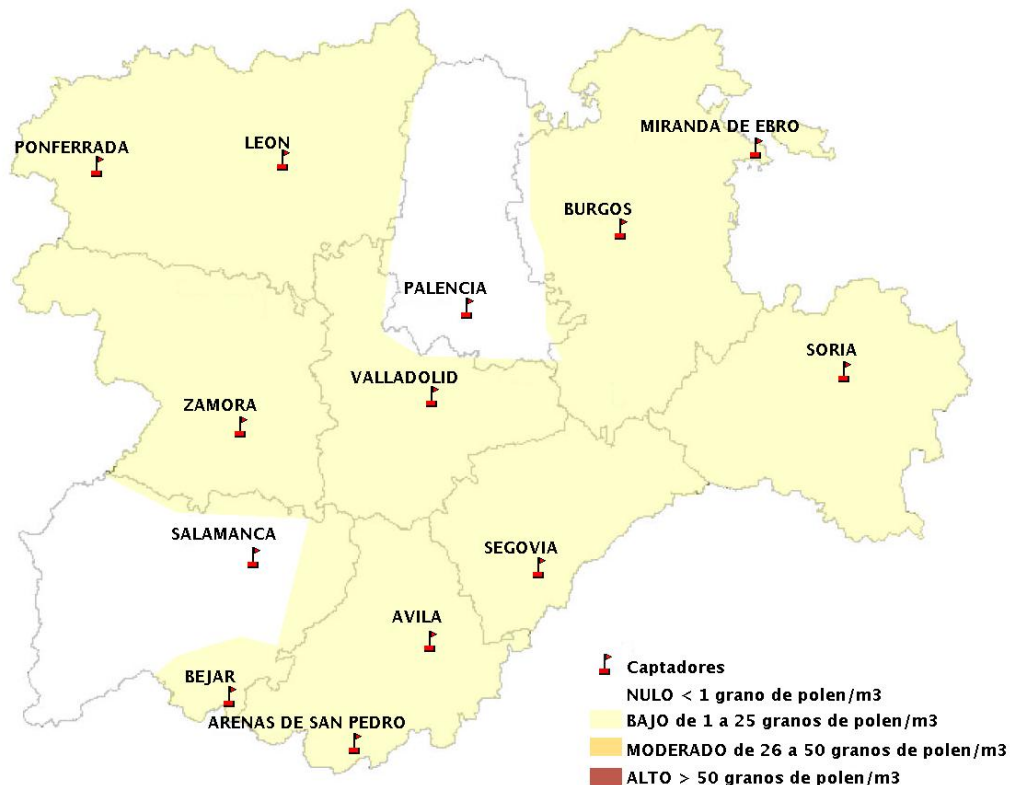 MIRANDA DE EBRO
PONFERRADA
LEON
BURGOS
PALENCIA
SORIA
VALLADOLID
ZAMORA
SALAMANCA
SEGOVIA
AVILA
BEJAR
ARENAS DE SAN PEDRO
Captadores
NULO < 1 grano de polen/m3
BAJO de 1 a 25 granos de polen/m3
MODERADO de 26 a 50 granos de polen/m3
ALTO > 50 granos de polen/m3